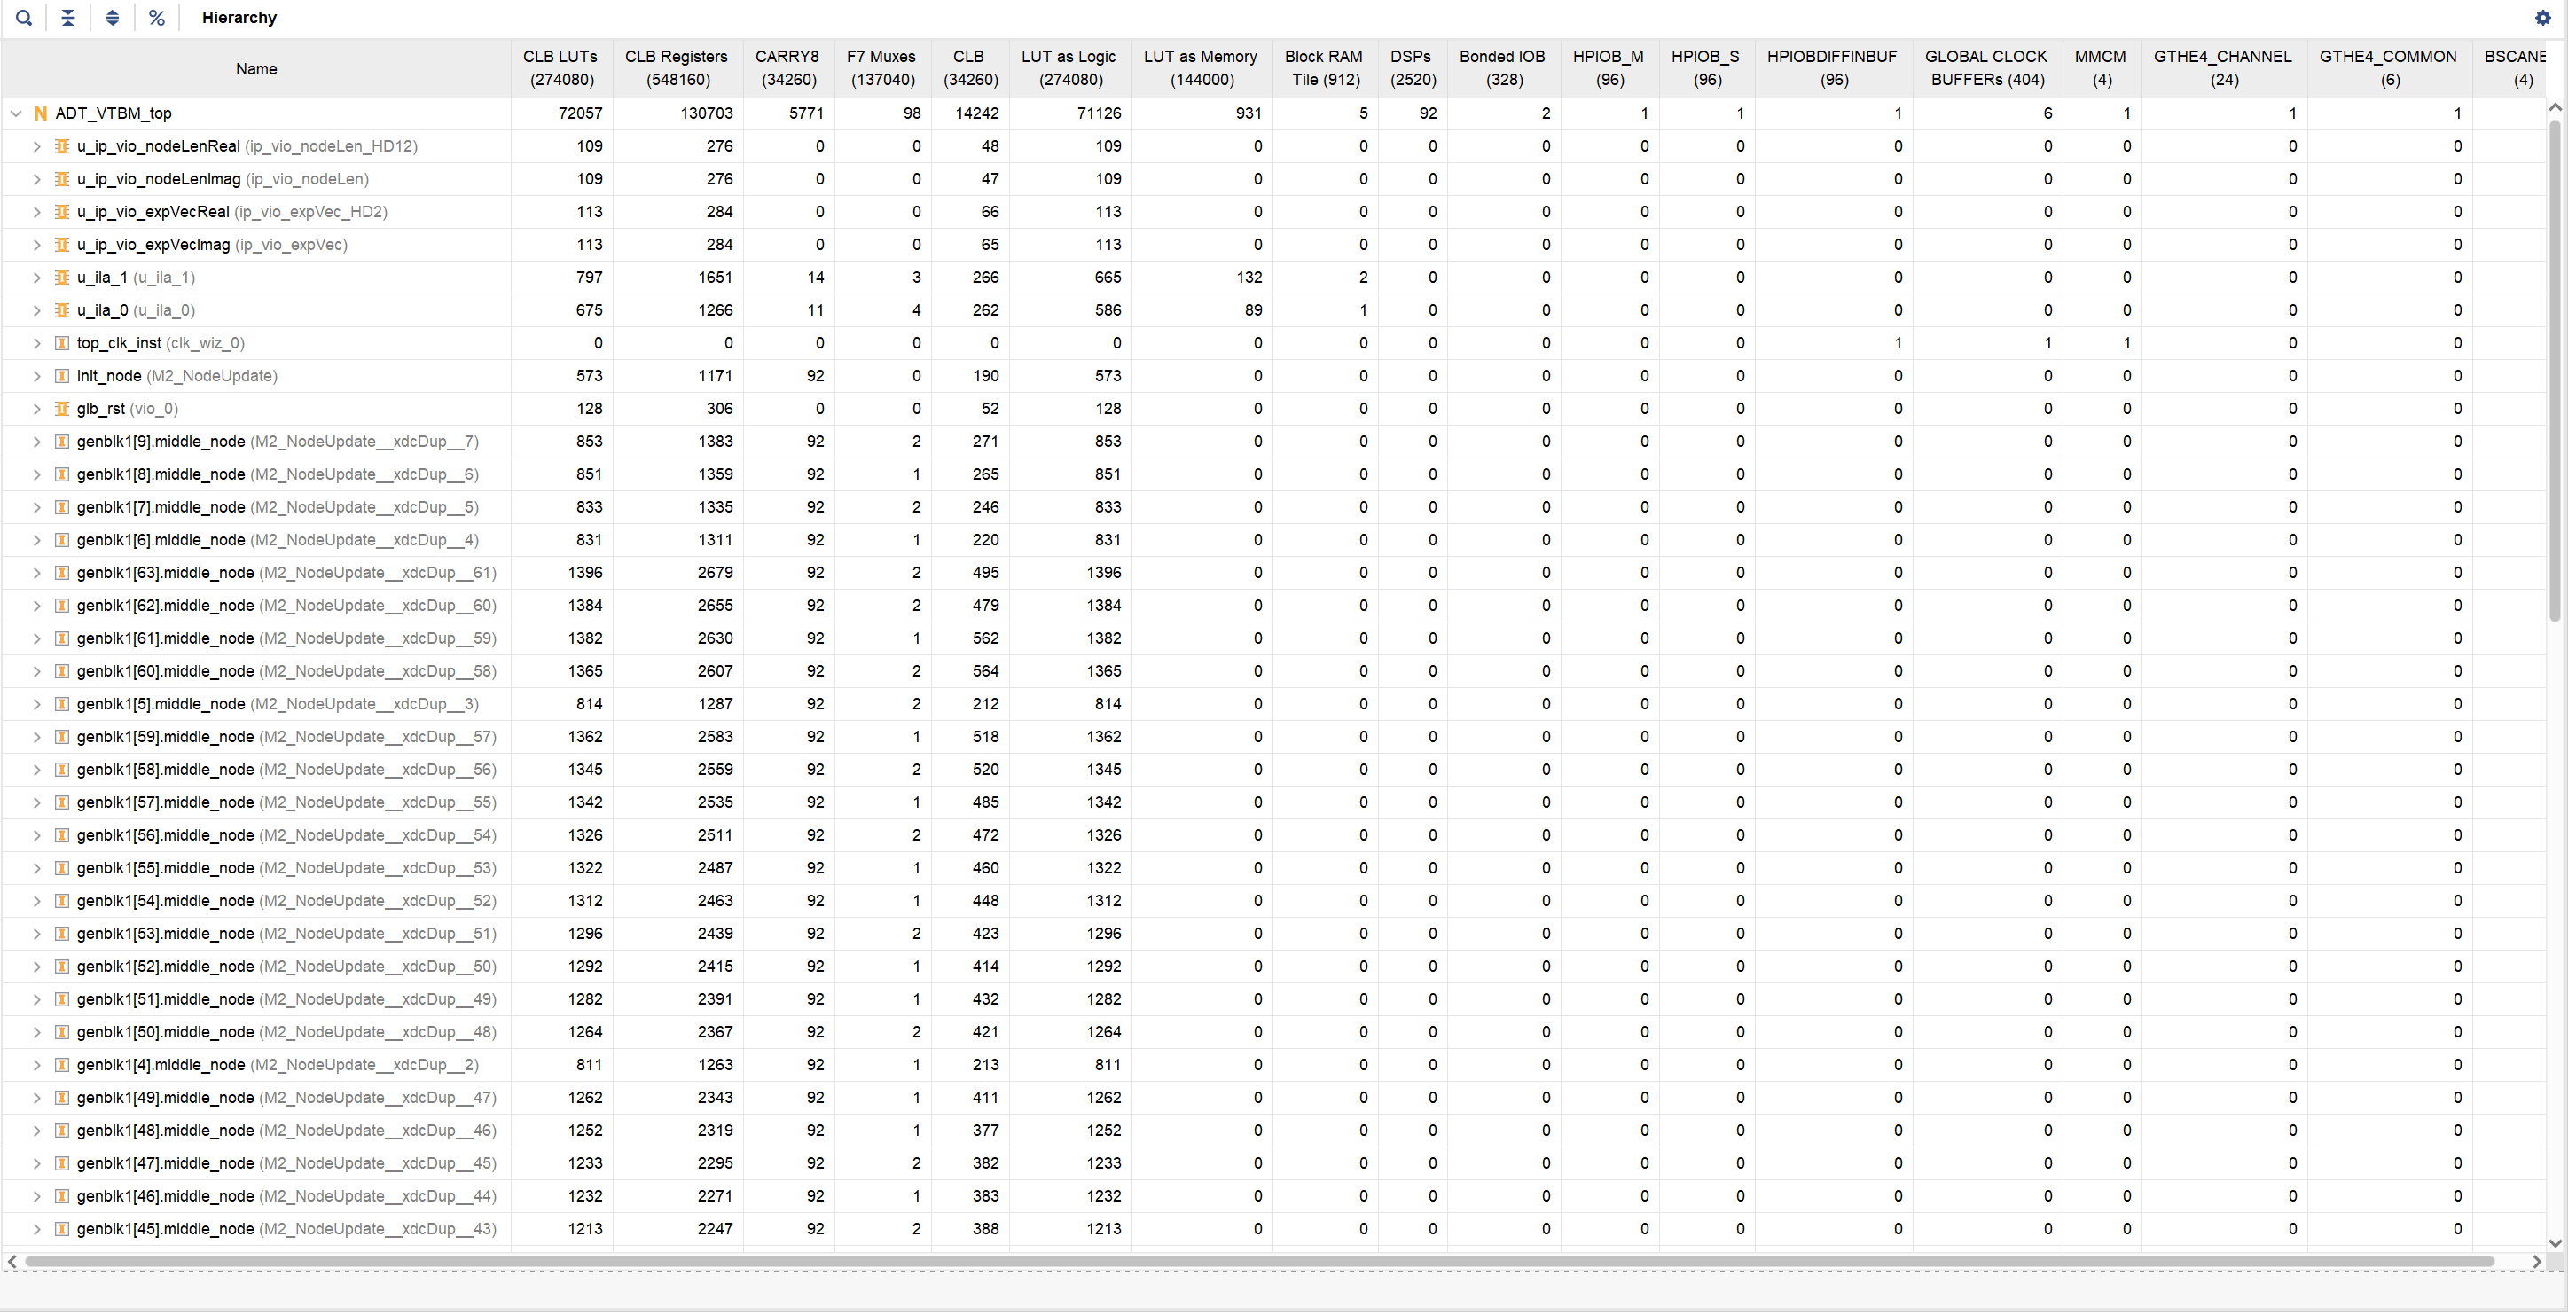 Hierarchy
Name CLB LUTs (274080) CLB Registers (548160) CARRY8 (34260) F7 Muxes (137040) CLB (34260) LUT as Logic (274080) LUT as Memory (144000) Block RAM Tile (912) DSPs (2520) Bonded IOB (328) HPIOB_M (96) HPIOB_S (96) HPIOBDIFFINBUF (96) GLOBAL CLOCK BUFFERs (404) MMCM (4) GTHE4_CHANNEL (24) GTHE4_COMMON (6) BSCANE (4)
N ADT_VTBM_top 72057 130703 5771 98 14242 71126 931 5 92 2 1 1 1 6 1 1 1
u_ip_vio_nodeLenReal (ip_vio_nodeLen_HD12) 109 276 0 0 48 109 0 0 0 0 0 0 0 0 0 0 0
u_ip_vio_nodeLenImag (ip_vio_nodeLen) 109 276 0 0 47 109 0 0 0 0 0 0 0 0 0 0 0
u_ip_vio_expVecReal (ip_vio_expVec_HD2) 113 284 0 0 66 113 0 0 0 0 0 0 0 0 0 0 0
u_ip_vio_expVecImag (ip_vio_expVec) 113 284 0 0 65 113 0 0 0 0 0 0 0 0 0 0 0
u_ila_1 (u_ila_1) 797 1651 14 3 266 665 132 2 0 0 0 0 0 0 0 0 0
u_ila_0 (u_ila_0) 675 1266 11 4 262 586 89 1 0 0 0 0 0 0 0 0 0
top_clk_inst (clk_wiz_0) 0 0 0 0 0 0 0 0 0 0 0 0 1 1 1 0 0
init_node (M2_NodeUpdate) 573 1171 92 0 190 573 0 0 0 0 0 0 0 0 0 0 0
glb_rst (vio_0) 128 306 0 0 52 128 0 0 0 0 0 0 0 0 0 0 0
genblk1[9].middle_node (M2_NodeUpdate__xdcDup__7) 853 1383 92 2 271 853 0 0 0 0 0 0 0 0 0 0 0
genblk1[8].middle_node (M2_NodeUpdate__xdcDup__6) 851 1359 92 1 265 851 0 0 0 0 0 0 0 0 0 0 0
genblk1[7].middle_node (M2_NodeUpdate__xdcDup__5) 833 1335 92 2 246 833 0 0 0 0 0 0 0 0 0 0 0
genblk1[6].middle_node (M2_NodeUpdate__xdcDup__4) 831 1311 92 1 220 831 0 0 0 0 0 0 0 0 0 0 0
genblk1[63].middle_node (M2_NodeUpdate__xdcDup__61) 1396 2679 92 2 495 1396 0 0 0 0 0 0 0 0 0 0 0
genblk1[62].middle_node (M2_NodeUpdate__xdcDup__60) 1384 2655 92 2 479 1384 0 0 0 0 0 0 0 0 0 0 0
genblk1[61].middle_node (M2_NodeUpdate__xdcDup__59) 1382 2630 92 1 562 1382 0 0 0 0 0 0 0 0 0 0 0
genblk1[60].middle_node (M2_NodeUpdate__xdcDup__58) 1365 2607 92 2 564 1365 0 0 0 0 0 0 0 0 0 0 0
genblk1[5].middle_node (M2_NodeUpdate__xdcDup__3) 814 1287 92 2 212 814 0 0 0 0 0 0 0 0 0 0 0
genblk1[59].middle_node (M2_NodeUpdate__xdcDup__57) 1362 2583 92 1 518 1362 0 0 0 0 0 0 0 0 0 0 0
genblk1[58].middle_node (M2_NodeUpdate__xdcDup__56) 1345 2559 92 2 520 1345 0 0 0 0 0 0 0 0 0 0 0
genblk1[57].middle_node (M2_NodeUpdate__xdcDup__55) 1342 2535 92 1 485 1342 0 0 0 0 0 0 0 0 0 0 0
genblk1[56].middle_node (M2_NodeUpdate__xdcDup__54) 1326 2511 92 2 472 1326 0 0 0 0 0 0 0 0 0 0 0
genblk1[55].middle_node (M2_NodeUpdate__xdcDup__53) 1322 2487 92 1 460 1322 0 0 0 0 0 0 0 0 0 0 0
genblk1[54].middle_node (M2_NodeUpdate__xdcDup__52) 1312 2463 92 1 448 1312 0 0 0 0 0 0 0 0 0 0 0
genblk1[53].middle_node (M2_NodeUpdate__xdcDup__51) 1296 2439 92 2 423 1296 0 0 0 0 0 0 0 0 0 0 0
genblk1[52].middle_node (M2_NodeUpdate__xdcDup__50) 1292 2415 92 1 414 1292 0 0 0 0 0 0 0 0 0 0 0
genblk1[51].middle_node (M2_NodeUpdate__xdcDup__49) 1282 2391 92 1 432 1282 0 0 0 0 0 0 0 0 0 0 0
genblk1[50].middle_node (M2_NodeUpdate__xdcDup__48) 1264 2367 92 2 421 1264 0 0 0 0 0 0 0 0 0 0 0
genblk1[4].middle_node (M2_NodeUpdate__xdcDup__2) 811 1263 92 1 213 811 0 0 0 0 0 0 0 0 0 0 0
genblk1[49].middle_node (M2_NodeUpdate__xdcDup__47) 1262 2343 92 1 411 1262 0 0 0 0 0 0 0 0 0 0 0
genblk1[48].middle_node (M2_NodeUpdate__xdcDup__46) 1252 2319 92 1 377 1252 0 0 0 0 0 0 0 0 0 0 0
genblk1[47].middle_node (M2_NodeUpdate__xdcDup__45) 1233 2295 92 2 382 1233 0 0 0 0 0 0 0 0 0 0 0
genblk1[46].middle_node (M2_NodeUpdate__xdcDup__44) 1232 2271 92 1 383 1232 0 0 0 0 0 0 0 0 0 0 0
genblk1[45].middle_node (M2_NodeUpdate__xdcDup__43) 1213 2247 92 2 388 1213 0 0 0 0 0 0 0 0 0 0 0